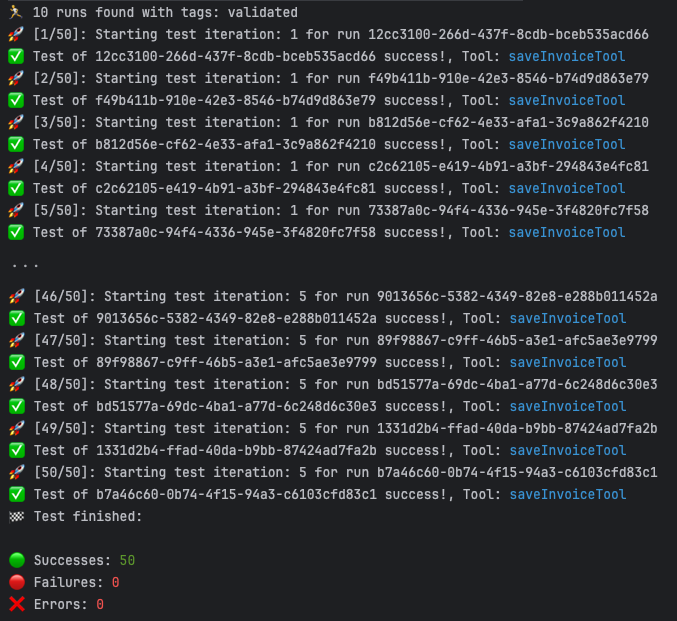 🏃 10 runs found with tags: validated
🚀 [1/50]: Starting test iteration: 1 for run 12cc3100-266d-437f-8cdb-bceb535acd66
✅ Test of 12cc3100-266d-437f-8cdb-bceb535acd66 success!, Tool: saveInvoiceTool
🚀 [2/50]: Starting test iteration: 1 for run f49b411b-910e-42e3-8546-b74d9d863e79
✅ Test of f49b411b-910e-42e3-8546-b74d9d863e79 success!, Tool: saveInvoiceTool
🚀 [3/50]: Starting test iteration: 1 for run b812d56e-cf62-4e33-afa1-3c9a862f4210
✅ Test of b812d56e-cf62-4e33-afa1-3c9a862f4210 success!, Tool: saveInvoiceTool
🚀 [4/50]: Starting test iteration: 1 for run c2c62105-e419-4b91-a3bf-294843e4fc81
✅ Test of c2c62105-e419-4b91-a3bf-294843e4fc81 success!, Tool: saveInvoiceTool
🚀 [5/50]: Starting test iteration: 1 for run 73387a0c-94f4-4336-945e-3f4820fc7f58
✅ Test of 73387a0c-94f4-4336-945e-3f4820fc7f58 success!, Tool: saveInvoiceTool
...
🚀 [46/50]: Starting test iteration: 5 for run 9013656c-5382-4349-82e8-e288b011452a
✅ Test of 9013656c-5382-4349-82e8-e288b011452a success!, Tool: saveInvoiceTool
🚀 [47/50]: Starting test iteration: 5 for run 89f98867-c9ff-46b5-a3e1-afc5ae3e9799
✅ Test of 89f98867-c9ff-46b5-a3e1-afc5ae3e9799 success!, Tool: saveInvoiceTool
🚀 [48/50]: Starting test iteration: 5 for run bd51577a-69dc-4ba1-a77d-6c248d6c30e3
✅ Test of bd51577a-69dc-4ba1-a77d-6c248d6c30e3 success!, Tool: saveInvoiceTool
🚀 [49/50]: Starting test iteration: 5 for run 1331d2b4-ffad-40da-b9bb-87424ad7fa2b
✅ Test of 1331d2b4-ffad-40da-b9bb-87424ad7fa2b success!, Tool: saveInvoiceTool
🚀 [50/50]: Starting test iteration: 5 for run b7a46c60-0b74-4f15-94a3-c6103cfd83c1
✅ Test of b7a46c60-0b74-4f15-94a3-c6103cfd83c1 success!, Tool: saveInvoiceTool
🏁 Test finished:
🟢 Successes: 50
🔴 Failures: 0
❌ Errors: 0